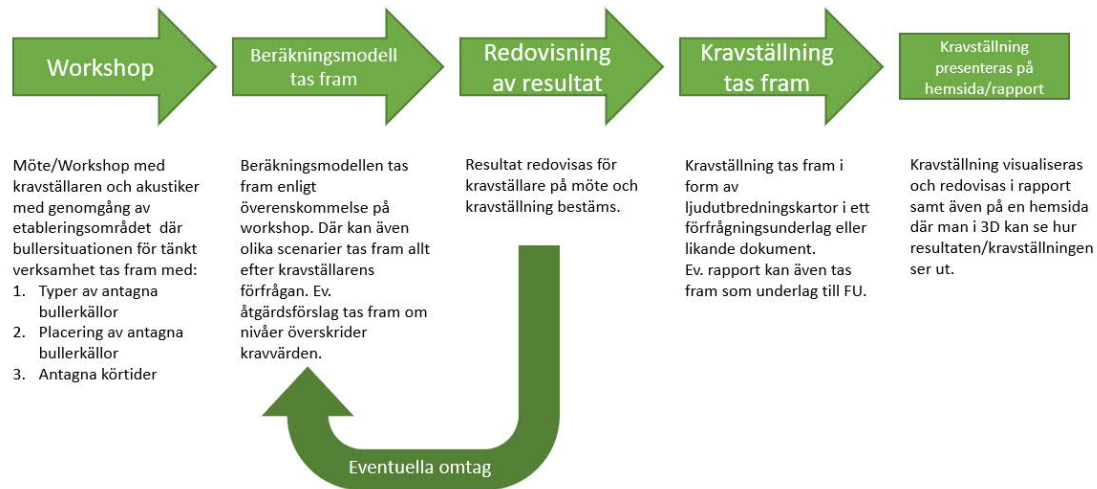 Workshop
Beräkningsmodell
tas fram
Redovisning
av resultat
Kravställning
tas fram
Kravställning
presenteras på
hemsida/rapport
Möte/Workshop med
kravställaren och akustiker
med genomgång av
etableringsområdet där
bullersituationen för tänkt
verksamhet tas fram med:
1. Typer av antagna
bullerkällor
2. Placering av antagna
bullerkällor
3. Antagna körtider
Beräkningsmodellen tas
fram enligt
överenskommelse på
workshop. Där kan även
olika scenarier tas fram allt
efter kravställarens
förfrågan. Ev.
åtgärdsförslag tas fram om
nivåer överskrider
kravvärden.
Resultat redovisas för
kravställare på möte och
kravställning bestäms.
Kravställning tas fram i
form av
ljudutbredningskartor i ett
förfrågningsunderlag eller
likande dokument.
Ev. rapport kan även tas
fram som underlag till FU.
Kravställning visualiseras
och redovisas i rapport
samt även på en hemsida
där man i 3D kan se hur
resultaten/kravställningen
ser ut.
Eventuella omtag